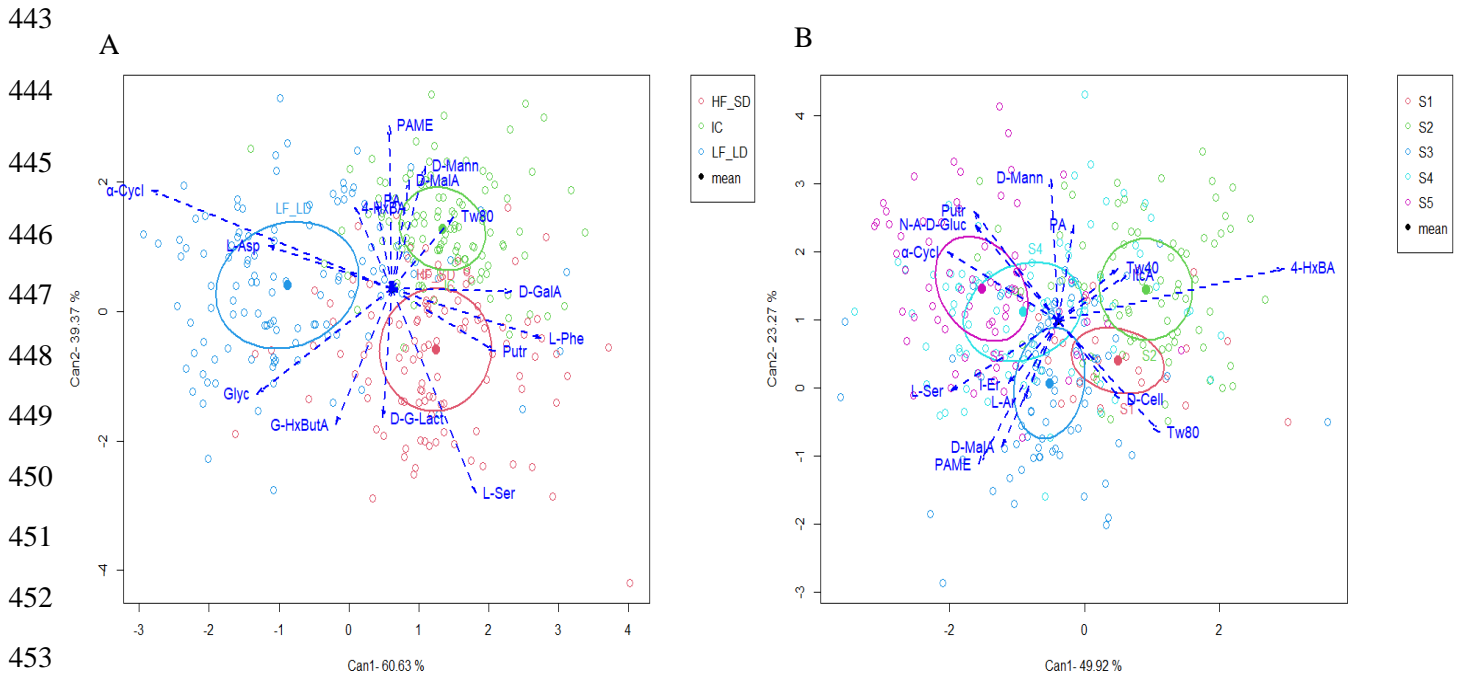 443
A
B
444
445
446
447
448
449
450
451
452
453
PAME
D-Mann
D-MalA
PA
4-HxBA
Tw80
α-Cycl
LF_LD
L-Asp
HF_SD
D-GalA
L-Phe
Putr
Glyc
G-HxButA
D-G-Lact
L-Ser
2
0
-2
-4
Can2- 39.37 %
-3
-2
-1
0
1
2
3
4
Can1- 60.63 %
HF_SD
IC
LF_LD
mean
D-Mann
Putr
N-A-D-Gluc
PA
α-Cycl
S4
Tw40
ItcA
4-HxBA
S5
S2
L-Ser
i-Er
L-Ar
D-Cell
S1
Tw80
D-MalA
PAME
4
3
2
1
0
-1
-2
-3
Can2- 23.27 %
-2
0
2
Can1- 49.92 %
S1
S2
S3
S4
S5
mean